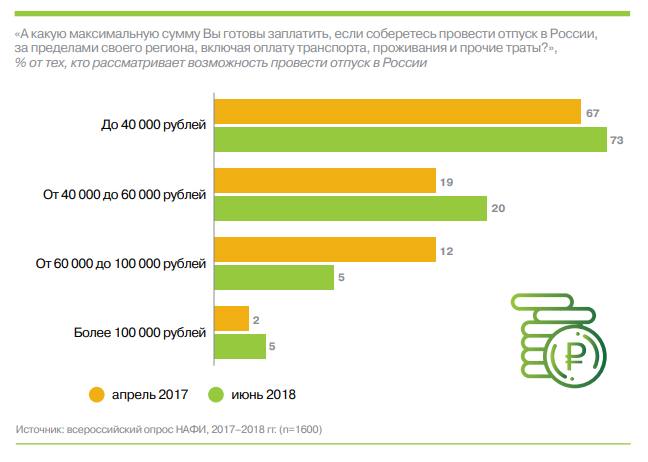 «А какую максимальную сумму Вы готовы заплатить, если соберетесь провести отпуск в России,
за пределами своего региона, включая оплату транспорта, проживания и прочие траты?»,
% от тех, кто рассматривает возможность провести отпуск в России
До 40 000 рублей
67
73
От 40 000 до 60 000 рублей
19
20
От 60 000 до 100 000 рублей
12
5
Более 100 000 рублей
2
5
апрель 2017 июнь 2018
Источник: всероссийский опрос НАФИ, 2017–2018 гг. (n=1600)